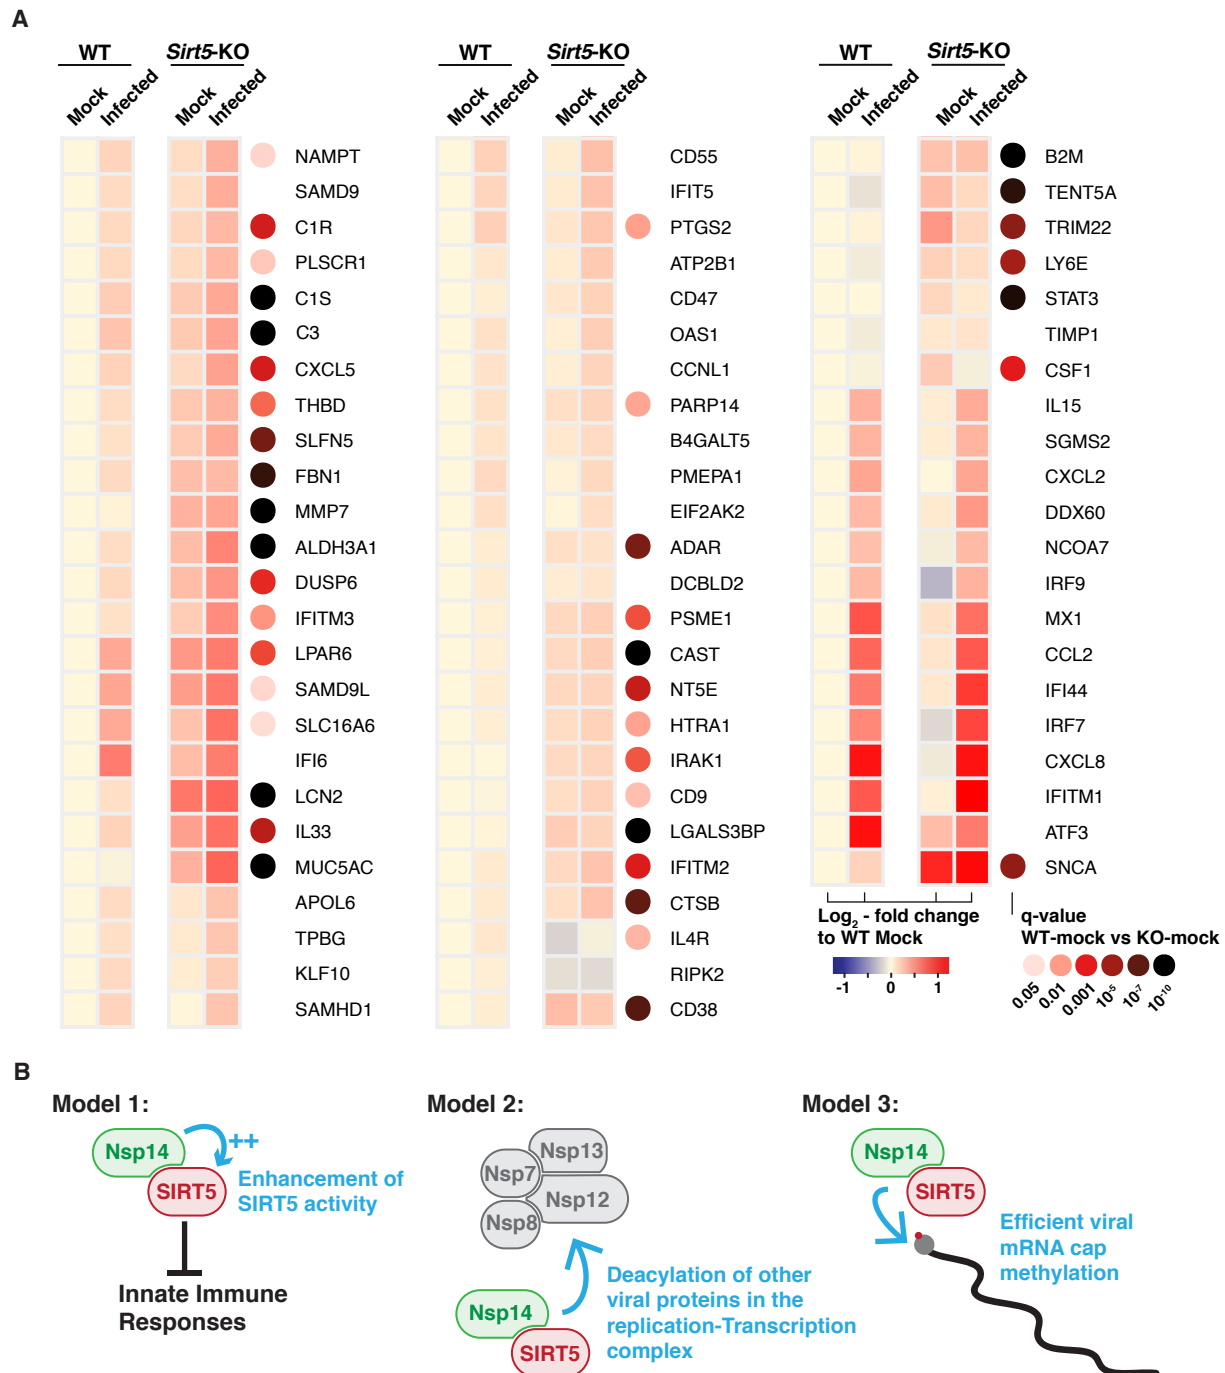 A
WT
Sirt5-KO
Mock
Infected
Mock
Infected
NAMPT
SAMD9
C1R
PLSCR1
C1S
C3
CXCL5
THBD
SLFN5
FBN1
MMP7
ALDH3A1
DUSP6
IFITM3
LPAR6
SAMD9L
SLC16A6
IFI6
LCN2
IL33
MUC5AC
APOL6
TPBG
KLF10
SAMHD1
WT
Sirt5-KO
Mock
Infected
Mock
Infected
CD55
IFIT5
PTGS2
ATP2B1
CD47
OAS1
CCNL1
PARP14
B4GALT5
PMEPA1
EIF2AK2
ADAR
DCBLD2
PSME1
CAST
NT5E
HTRA1
IRAK1
CD9
LGALS3BP
IFITM2
CTSB
IL4R
RIPK2
CD38
WT
Sirt5-KO
Mock
Infected
Mock
Infected
B2M
TENT5A
TRIM22
LY6E
STAT3
TIMP1
CSF1
IL15
SGMS2
CXCL2
DDX60
NCOA7
IRF9
MX1
CCL2
IFI44
IRF7
CXCL8
IFITM1
ATF3
SNCA
Log2 - fold change
to WT Mock
-1 0 1
q-value
WT-mock vs KO-mock
0.05 0.01 0.001 10-5 10-7 10-10
B
Model 1:
Nsp14
++
SIRT5
Enhancement of
SIRT5 activity
Innate Immune
Responses
Model 2:
Nsp13
Nsp7
Nsp12
Nsp8
Deacylation of other
viral proteins in the
replication-Transcription
complex
Nsp14
SIRT5
Model 3:
Nsp14
SIRT5
Efficient viral
mRNA cap
methylation